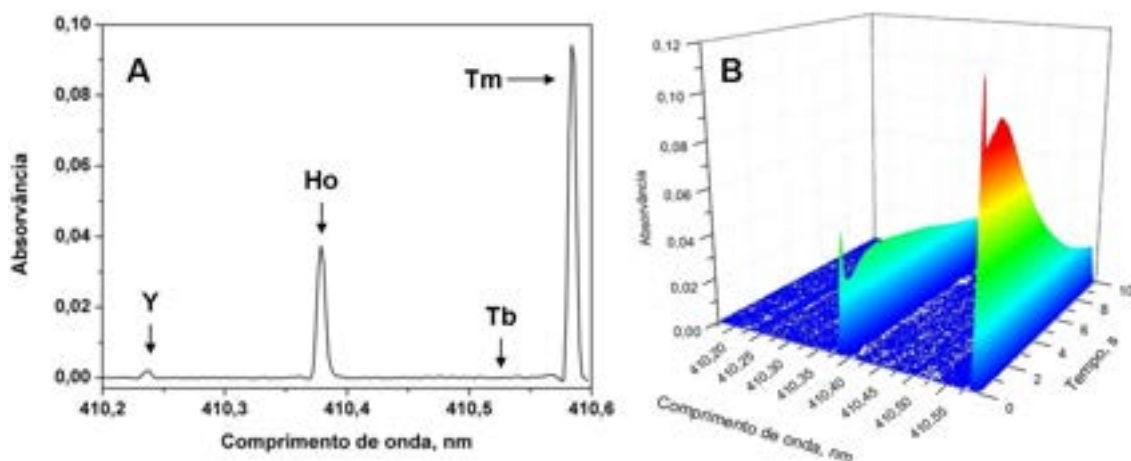 A
Absorvância
0,10
0,08
0,06
0,04
0,02
0,00
Y
Ho
Tb
Tm
410,2
410,3
410,4
410,5
410,6
Comprimento de onda, nm
B
Absorvância
0,12
0,10
0,08
0,06
0,04
0,02
0,00
410,20
410,25
410,30
410,35
410,40
410,45
410,50
410,55
Comprimento de onda, nm
0
2
4
6
8
10
Tempo, s